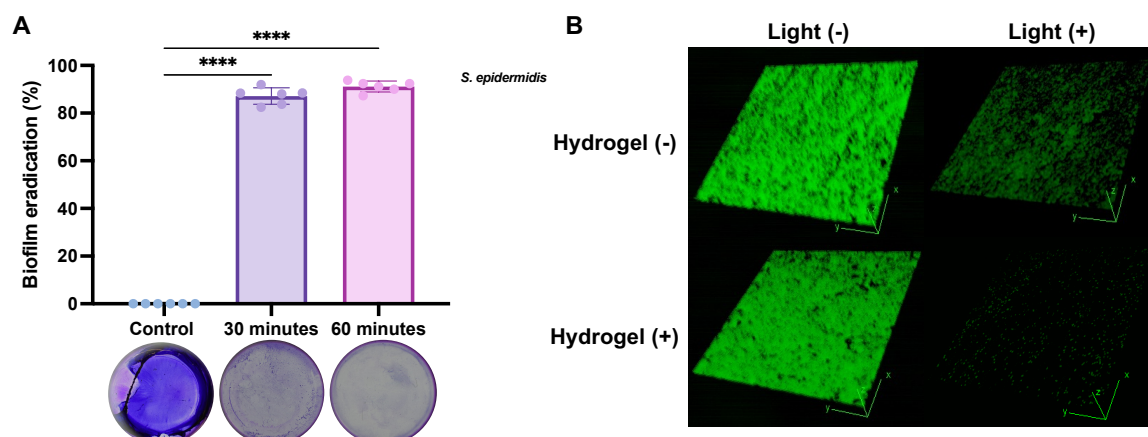 A
B
Light (-)
Light (+)
****
****
S. epidermidis
Biofilm eradication (%)
100
80
60
40
20
0
Control
30 minutes
60 minutes
Hydrogel (-)
Hydrogel (+)
x
z
y
x
z
y
x
z
y
x
z
y